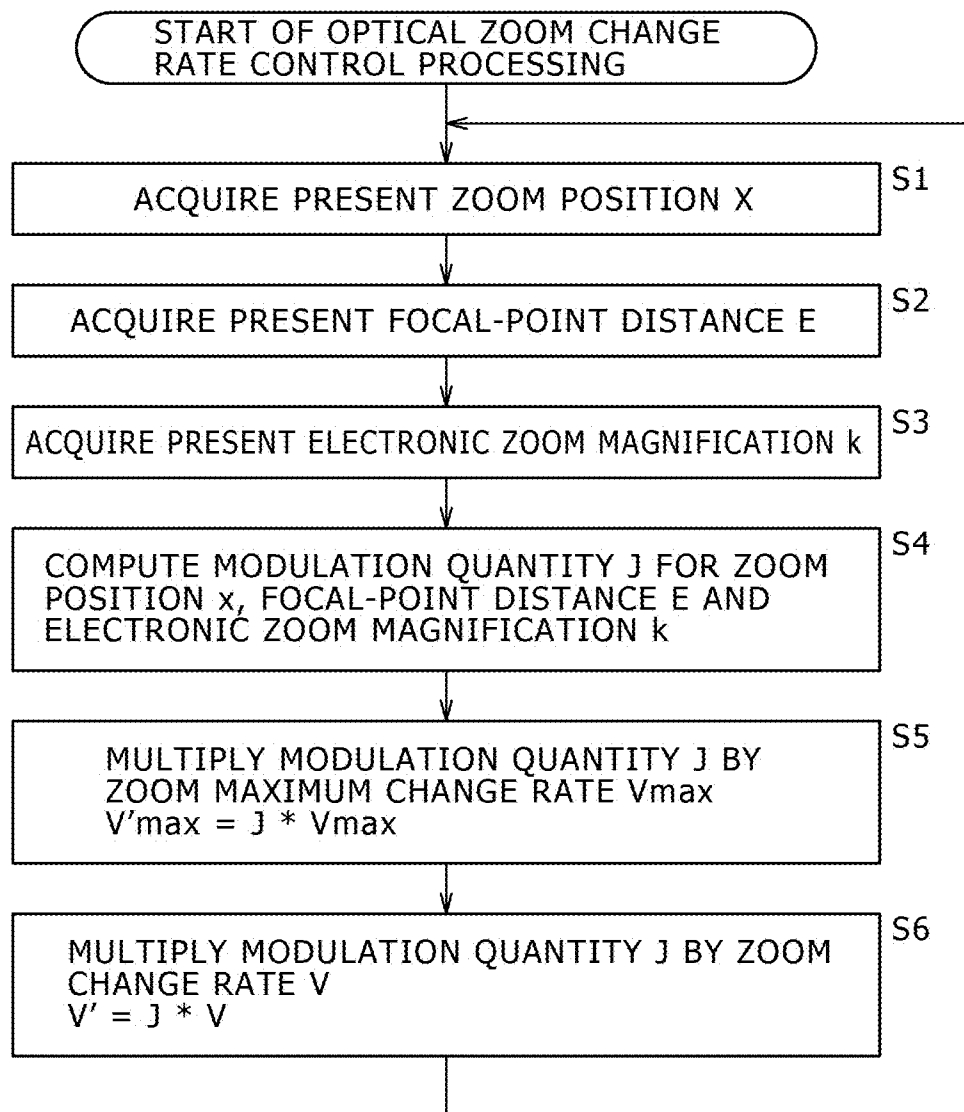 START OF OPTICAL ZOOM CHANGE
RATE CONTROL PROCESSING
S1
ACQUIRE PRESENT ZOOM POSITION X
S2
ACQUIRE PRESENT FOCAL-POINT DISTANCE E
S3
ACQUIRE PRESENT ELECTRONIC ZOOM MAGNIFICATION k
S4
COMPUTE MODULATION QUANTITY J FOR ZOOM
POSITION x, FOCAL-POINT DISTANCE E AND
ELECTRONIC ZOOM MAGNIFICATION k
S5
MULTIPLY MODULATION QUANTITY J BY
ZOOM MAXIMUM CHANGE RATE Vmax
V'max = J * Vmax
S6
MULTIPLY MODULATION QUANTITY J BY ZOOM
CHANGE RATE V
V' = J * V